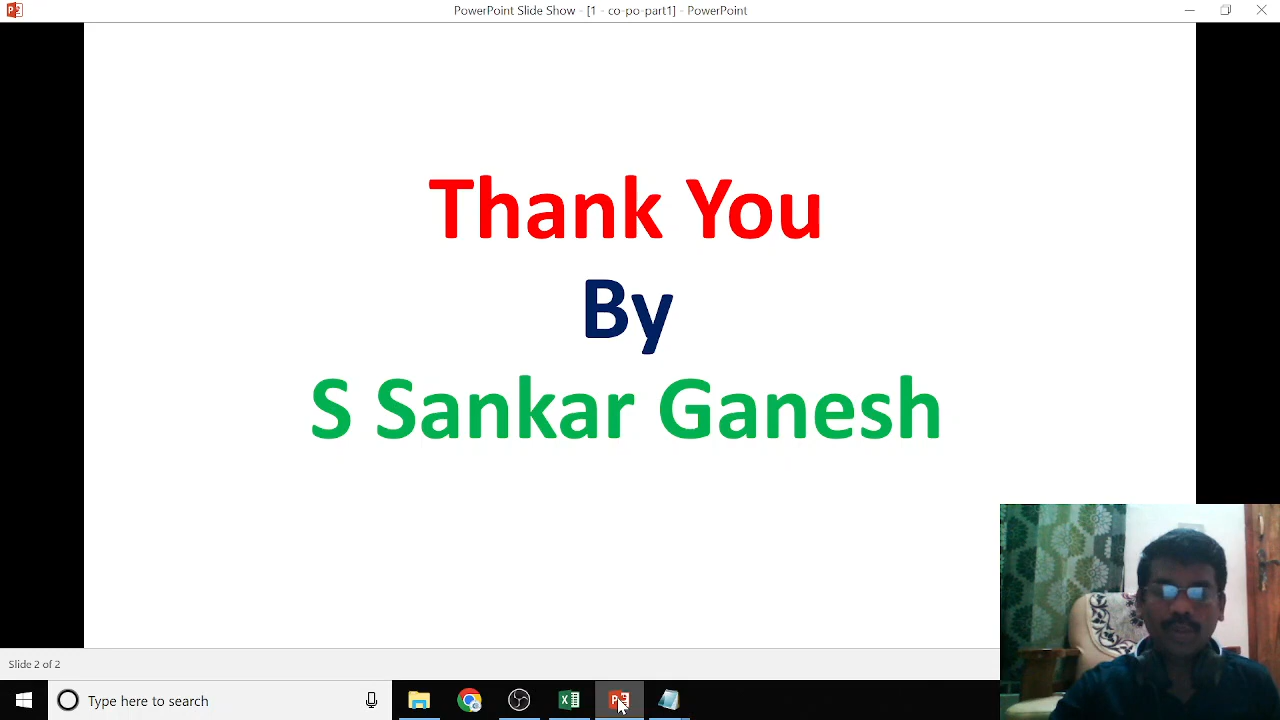 PowerPoint Slide Show - [1 - co-po-part1] - PowerPoint
Thank You
By
S Sankar Ganesh
Slide 2 of 2
Type here to search